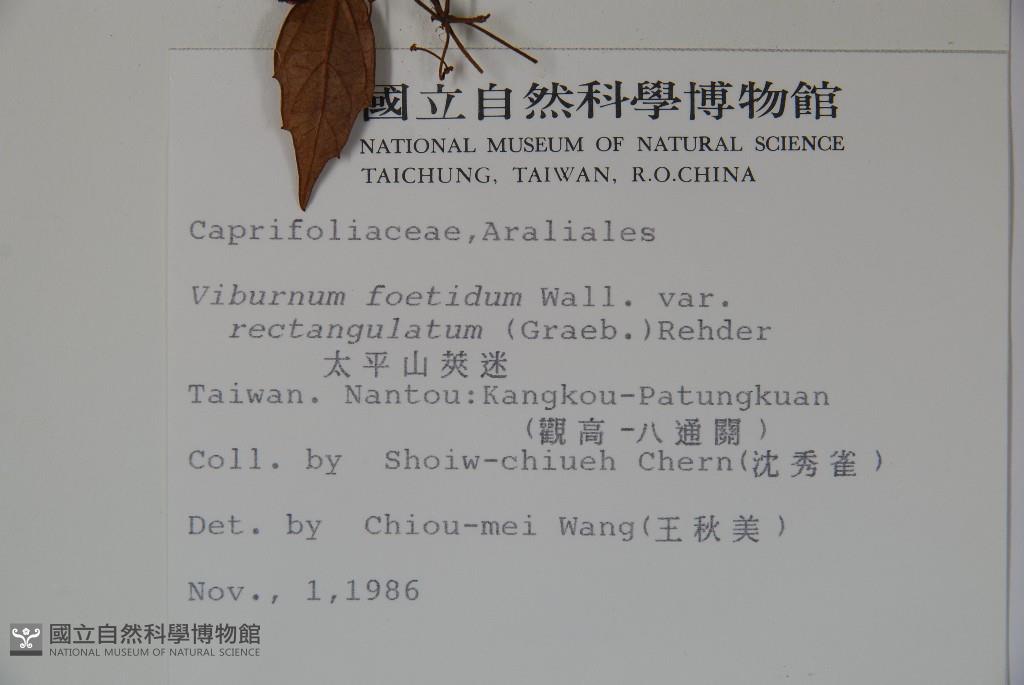 國立自然科學博物館
NATIONAL MUSEUM OF NATURAL SCIENCE
TAICHUNG, TAIWAN, R.O.CHINA
Caprifoliaceae,Araliales
Viburnum foetidum Wall. var.
rectangulatum (Graeb.)Rehder
太平山莢迷
Taiwan. Nantou:Kangkou-Patungkuan
(觀高-八通關)
Coll. by Shoiw-chiueh Chern(沈秀雀)
Det. by Chiou-mei Wang(王秋美)
Nov., 1,1986
國立自然科學博物館
NATIONAL MUSEUM OF NATURAL SCIENCE